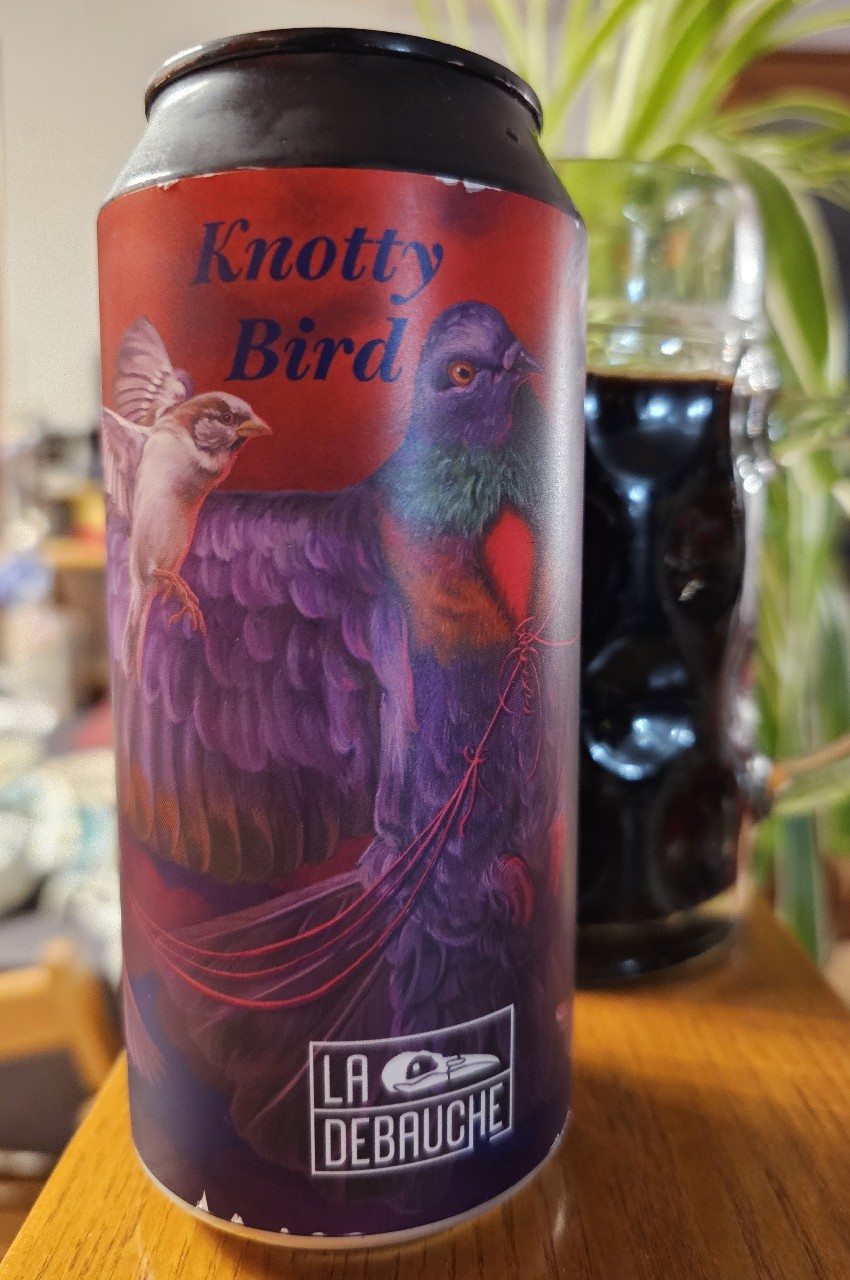 Knotty
Bird
LA
DEBAUCHE